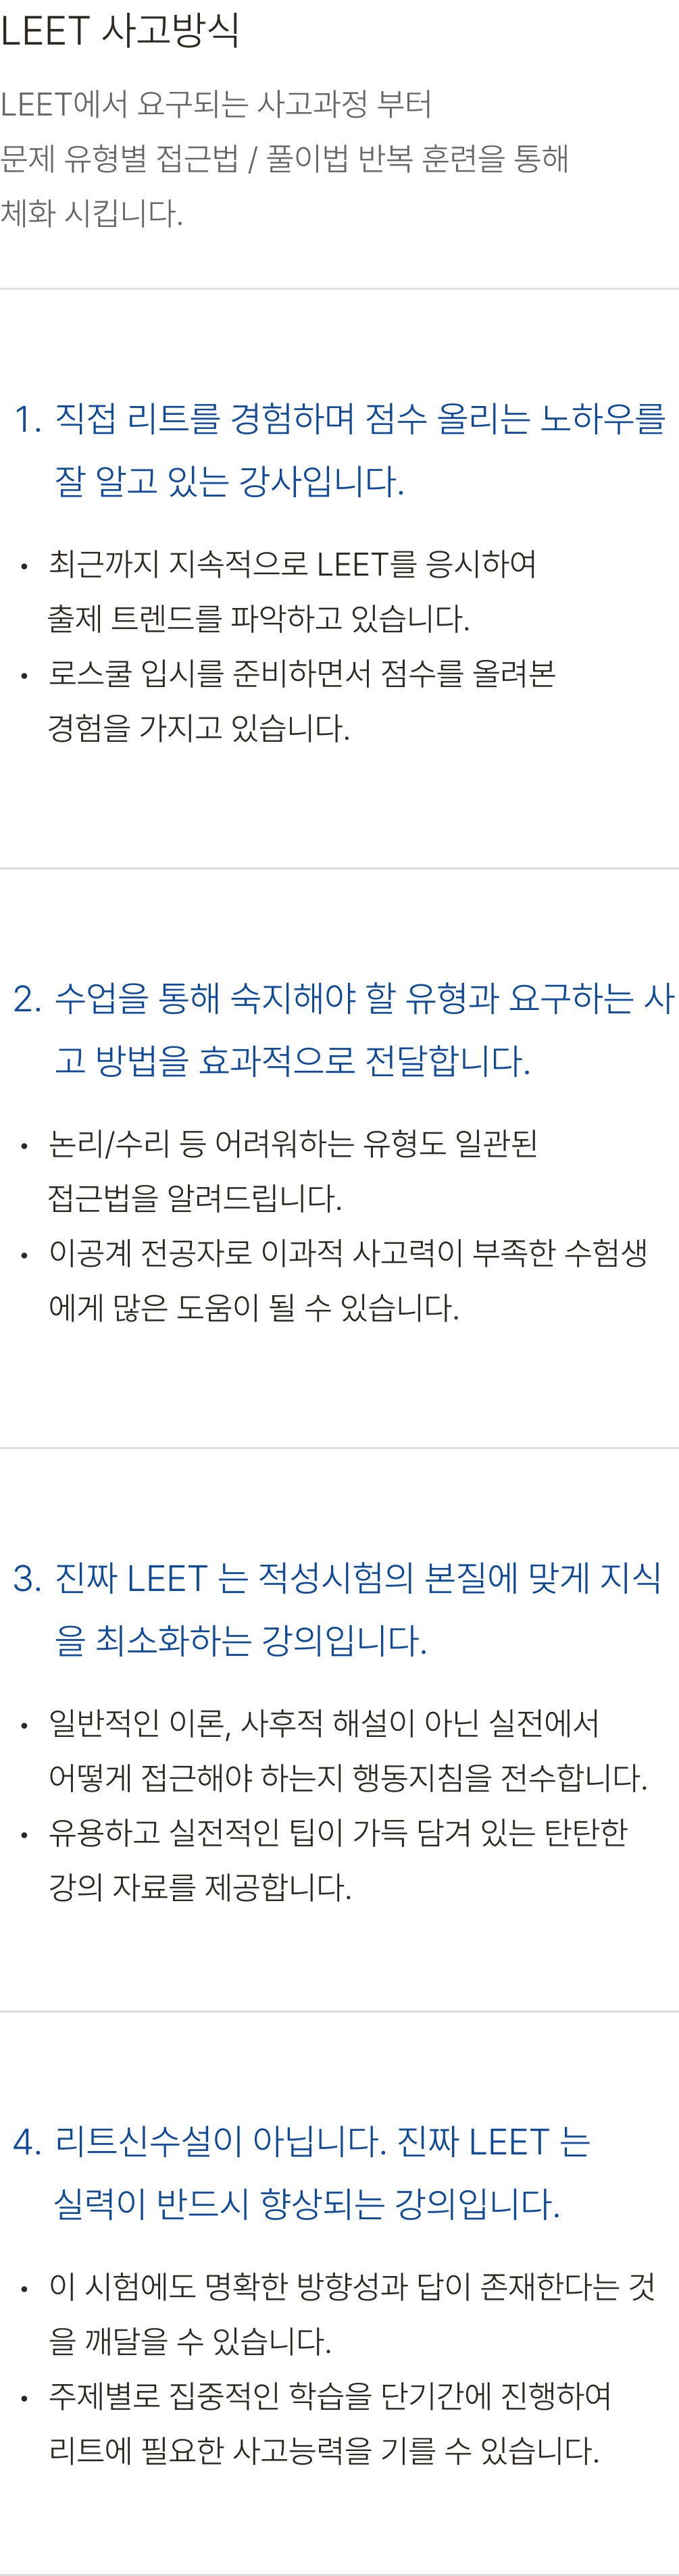 LEET 사고방식
LEET에서 요구되는 사고과정 부터
문제 유형별 접근법 / 풀이법 반복 훈련을 통해
체화 시킵니다.
1. 직접 리트를 경험하며 점수 올리는 노하우를
잘 알고 있는 강사입니다.
• 최근까지 지속적으로 LEET를 응시하여
출제 트렌드를 파악하고 있습니다.
• 로스쿨 입시를 준비하면서 점수를 올려본
경험을 가지고 있습니다.
2. 수업을 통해 숙지해야 할 유형과 요구하는 사
고 방법을 효과적으로 전달합니다.
• 논리/수리 등 어려워하는 유형도 일관된
접근법을 알려드립니다.
• 이공계 전공자로 이과적 사고력이 부족한 수험생
에게 많은 도움이 될 수 있습니다.
3. 진짜 LEET 는 적성시험의 본질에 맞게 지식
을 최소화하는 강의입니다.
• 일반적인 이론, 사후적 해설이 아닌 실전에서
어떻게 접근해야 하는지 행동지침을 전수합니다.
• 유용하고 실전적인 팁이 가득 담겨 있는 탄탄한
강의 자료를 제공합니다.
4. 리트신수설이 아닙니다. 진짜 LEET 는
실력이 반드시 향상되는 강의입니다.
• 이 시험에도 명확한 방향성과 답이 존재한다는 것
을 깨달을 수 있습니다.
• 주제별로 집중적인 학습을 단기간에 진행하여
리트에 필요한 사고능력을 기를 수 있습니다.